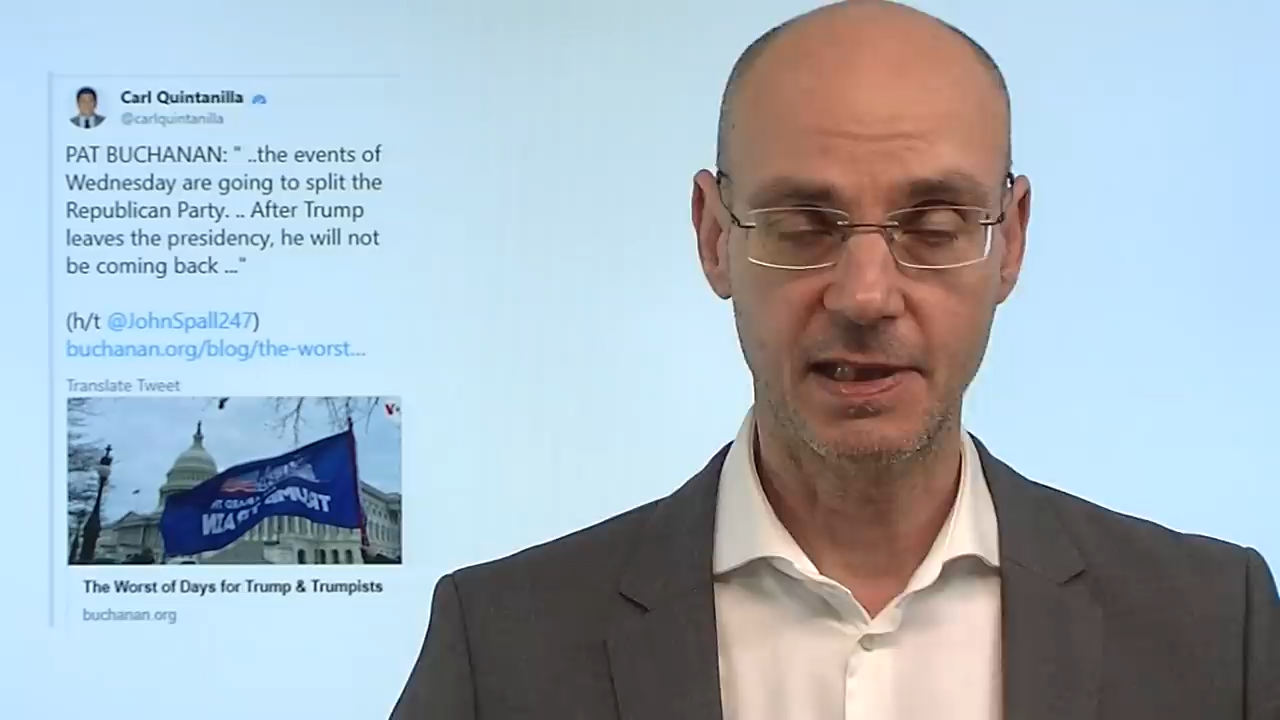 Carl Quintanilla
@carlquintanilla
PAT BUCHANAN: " ..the events of
Wednesday are going to split the
Republican Party. .. After Trump
leaves the presidency, he will not
be coming back ..."
(h/t @JohnSpall247)
buchanan.org/blog/the-worst...
Translate Tweet
TRUMP
The Worst of Days for Trump & Trumpists
buchanan.org